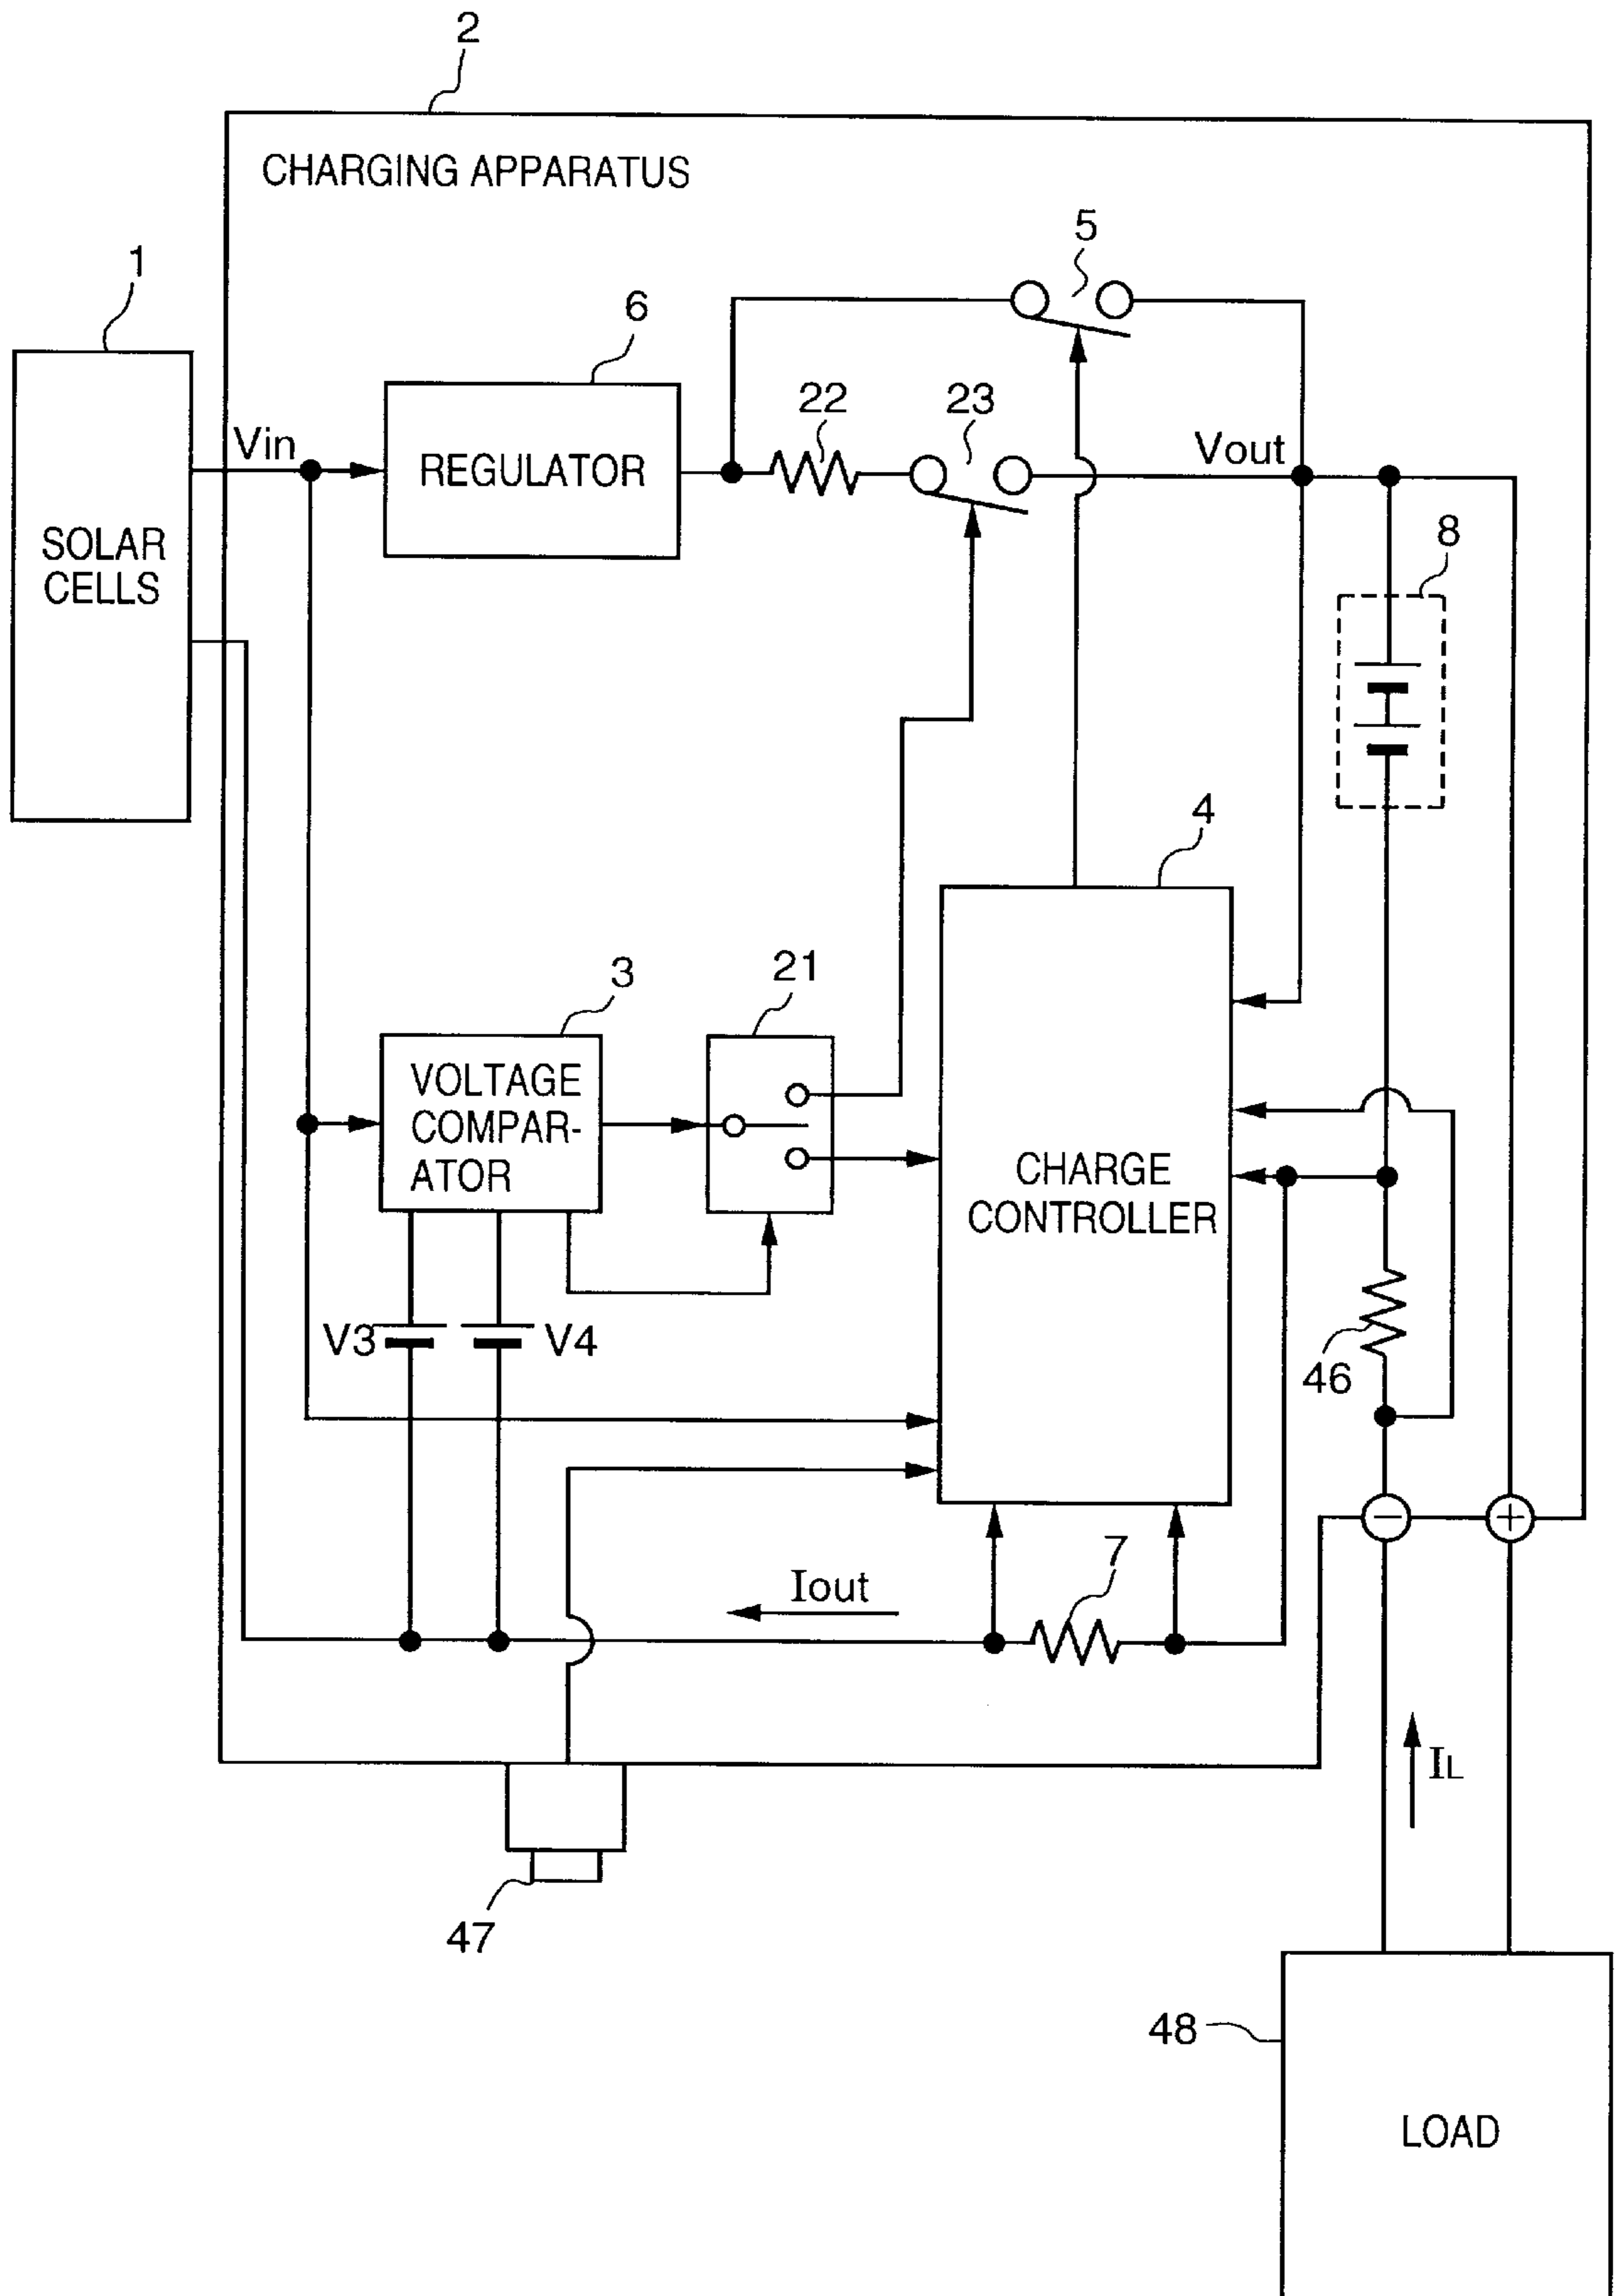 2
CHARGING APPARATUS
1
5
6
22
23
Vin
Vout
REGULATOR
SOLAR
CELLS
8
4
3
21
VOLTAGE
COMPAR-
ATOR
CHARGE
CONTROLLER
V3
V4
46
7
Iout
IL
47
48
LOAD
−
+